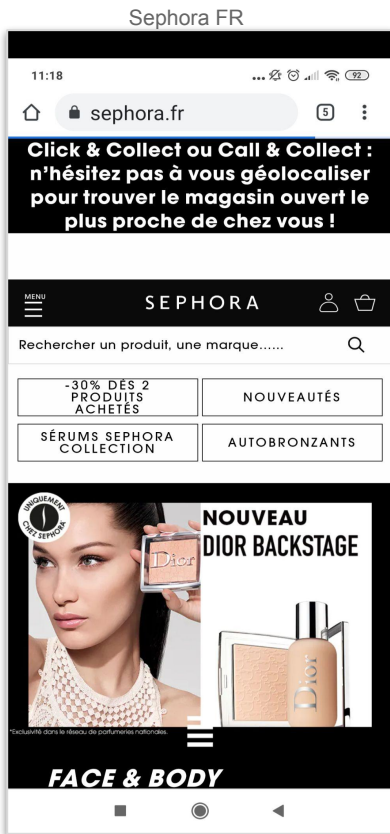 Sephora FR
11:18
92
sephora.fr
5
Click & Collect ou Call & Collect :
n'hésitez pas à vous géolocaliser
pour trouver le magasin ouvert le
plus proche de chez vous !
MENU
SEPHORA
Rechercher un produit, une marque......
-30% DÈS 2
PRODUITS
ACHETÉS
NOUVEAUTÉS
SÉRUMS SEPHORA
COLLECTION
AUTOBRONZANTS
UNIQUEMENT
CHEZ SEPHORA
NOUVEAU
DIOR BACKSTAGE
Dior
Dior
*Exclusivité dans le réseau de parfumeries nationales.
FACE & BODY